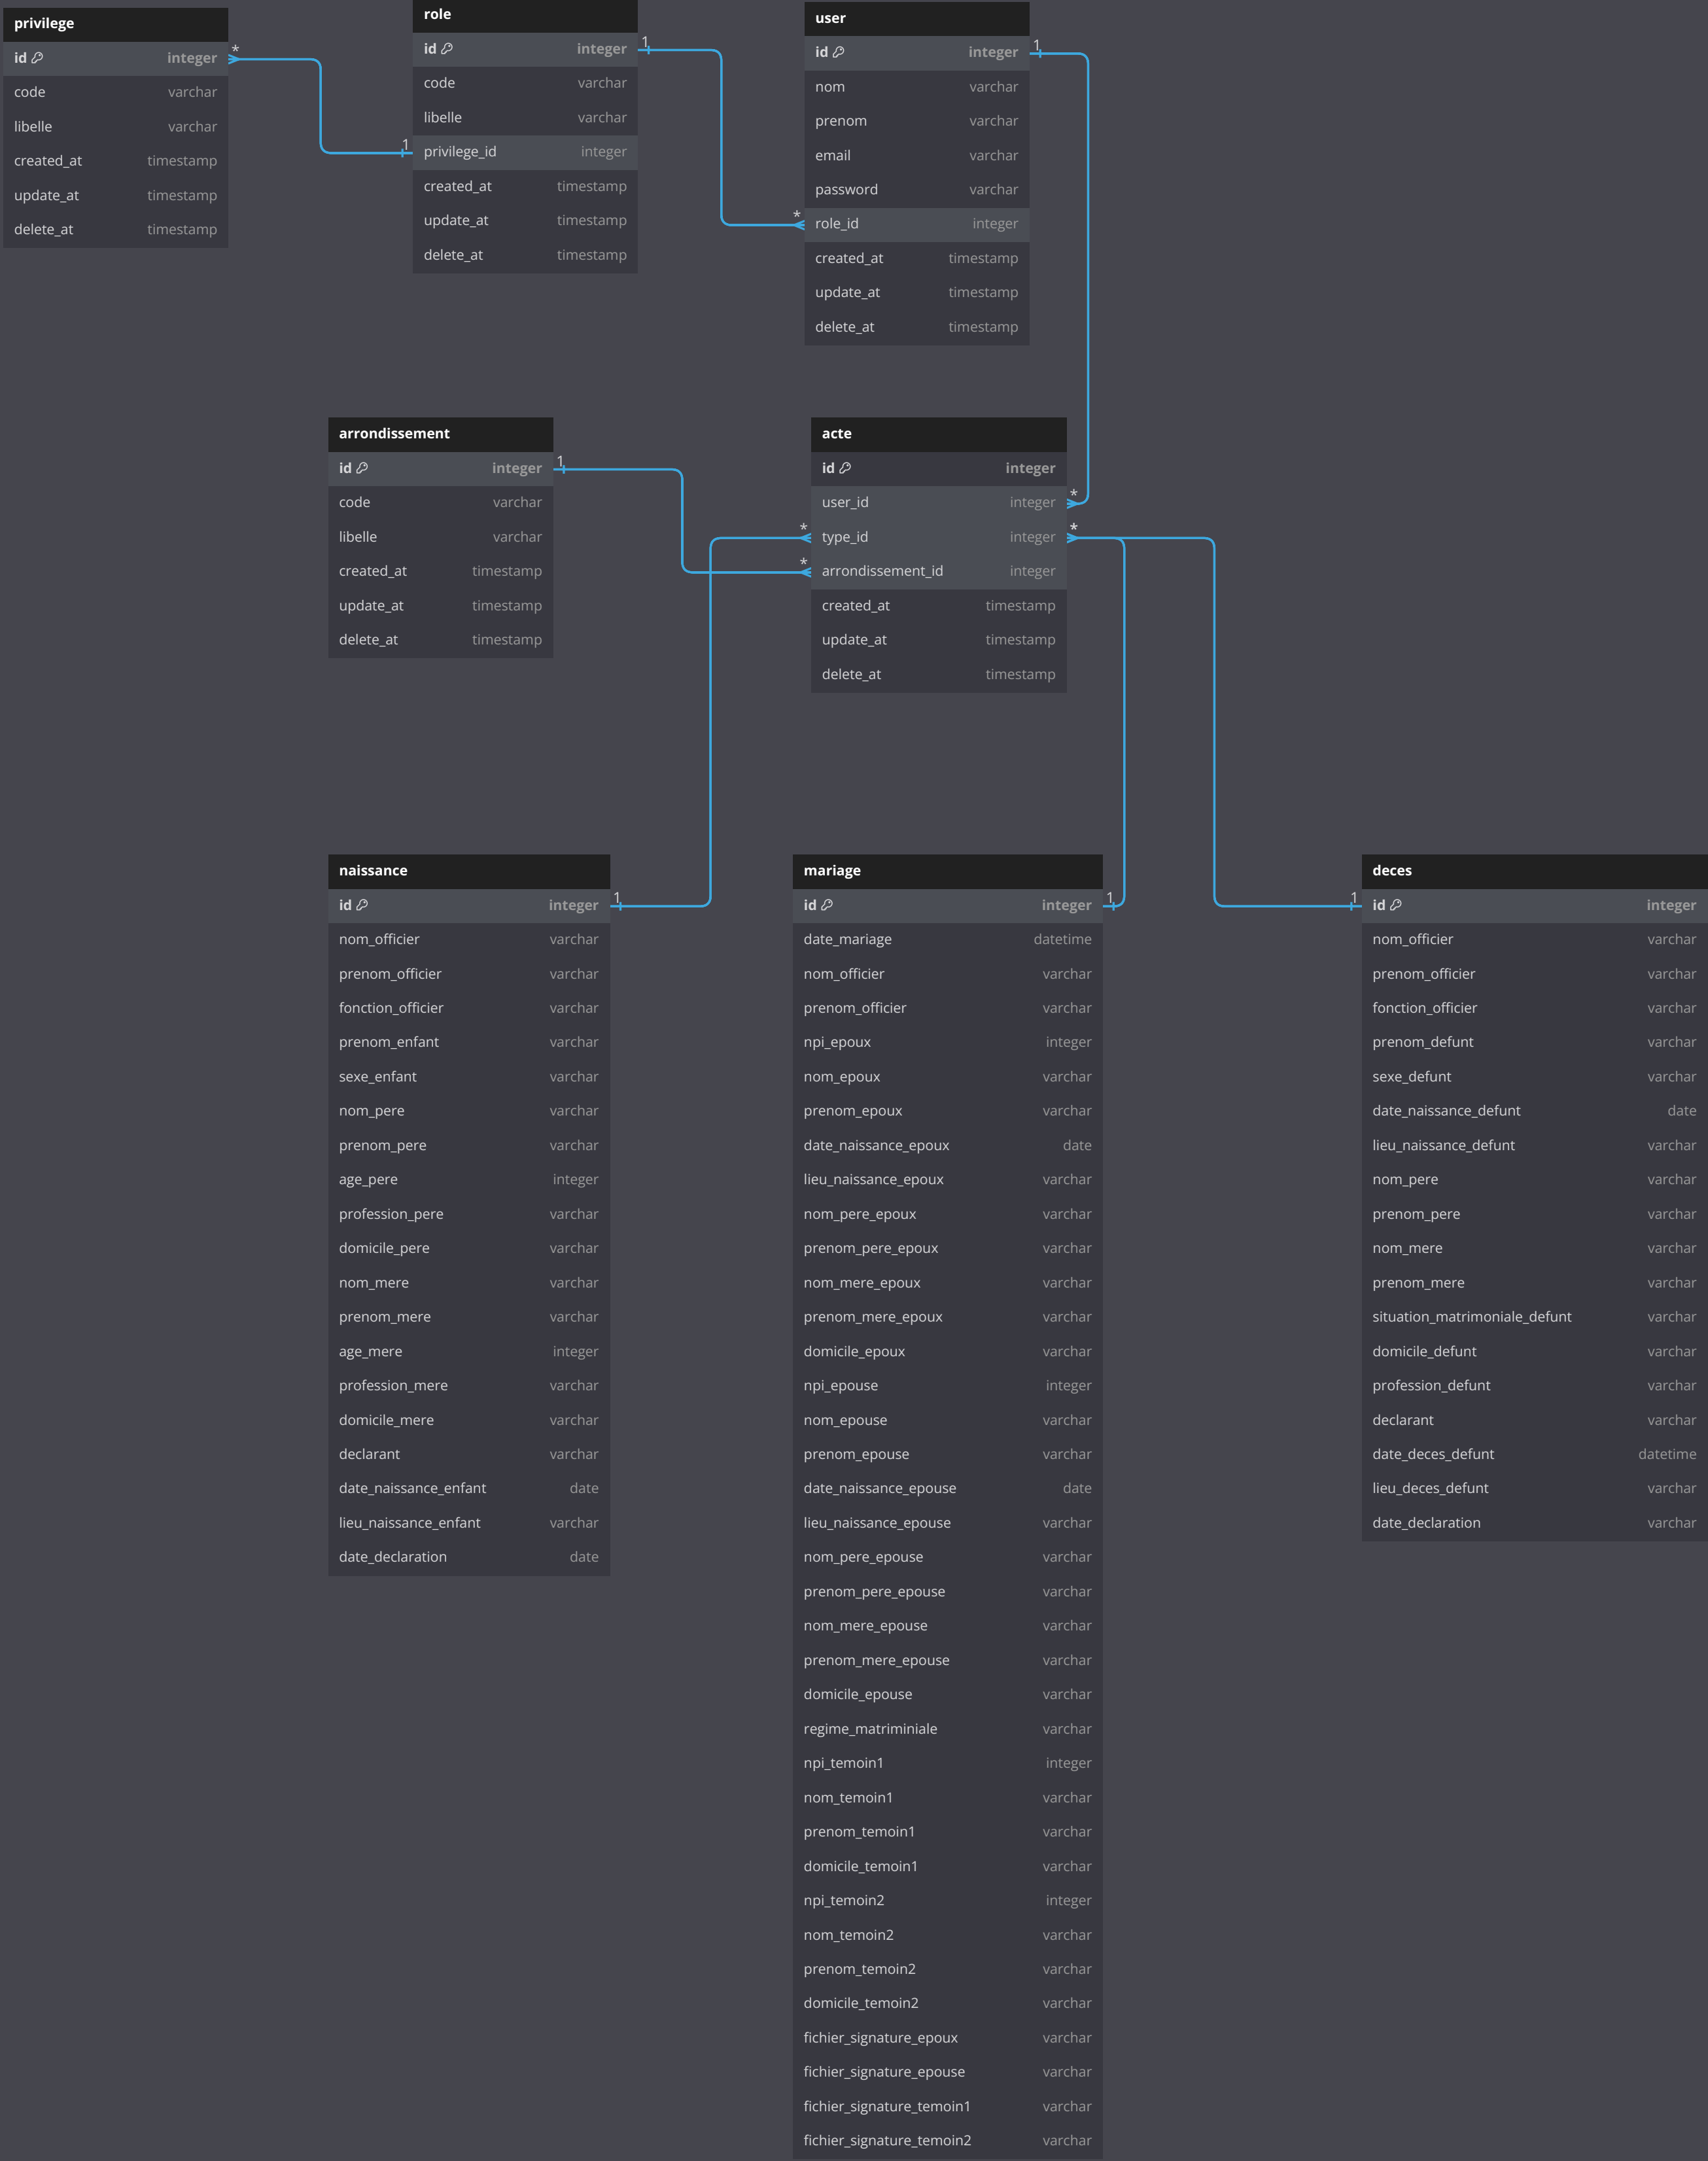 privilege
id integer
code varchar
libelle varchar
created_at timestamp
update_at timestamp
delete_at timestamp
*
1
role
id integer
code varchar
libelle varchar
privilege_id integer
created_at timestamp
update_at timestamp
delete_at timestamp
1
*
user
id integer
nom varchar
prenom varchar
email varchar
password varchar
role_id integer
created_at timestamp
update_at timestamp
delete_at timestamp
1
arrondissement
id integer
code varchar
libelle varchar
created_at timestamp
update_at timestamp
delete_at timestamp
1
*
*
acte
id integer
user_id integer
type_id integer
arrondissement_id integer
created_at timestamp
update_at timestamp
delete_at timestamp
*
*
naissance
id integer
nom_officier varchar
prenom_officier varchar
fonction_officier varchar
prenom_enfant varchar
sexe_enfant varchar
nom_pere varchar
prenom_pere varchar
age_pere integer
profession_pere varchar
domicile_pere varchar
nom_mere varchar
prenom_mere varchar
age_mere integer
profession_mere varchar
domicile_mere varchar
declarant varchar
date_naissance_enfant date
lieu_naissance_enfant varchar
date_declaration date
1
mariage
id integer
date_mariage datetime
nom_officier varchar
prenom_officier varchar
npi_epoux integer
nom_epoux varchar
prenom_epoux varchar
date_naissance_epoux date
lieu_naissance_epoux varchar
nom_pere_epoux varchar
prenom_pere_epoux varchar
nom_mere_epoux varchar
prenom_mere_epoux varchar
domicile_epoux varchar
npi_epouse integer
nom_epouse varchar
prenom_epouse varchar
date_naissance_epouse date
lieu_naissance_epouse varchar
nom_pere_epouse varchar
prenom_pere_epouse varchar
nom_mere_epouse varchar
prenom_mere_epouse varchar
domicile_epouse varchar
regime_matriminiale varchar
npi_temoin1 integer
nom_temoin1 varchar
prenom_temoin1 varchar
domicile_temoin1 varchar
npi_temoin2 integer
nom_temoin2 varchar
prenom_temoin2 varchar
domicile_temoin2 varchar
fichier_signature_epoux varchar
fichier_signature_epouse varchar
fichier_signature_temoin1 varchar
fichier_signature_temoin2 varchar
1
1
deces
id integer
nom_officier varchar
prenom_officier varchar
fonction_officier varchar
prenom_defunt varchar
sexe_defunt varchar
date_naissance_defunt date
lieu_naissance_defunt varchar
nom_pere varchar
prenom_pere varchar
nom_mere varchar
prenom_mere varchar
situation_matrimoniale_defunt varchar
domicile_defunt varchar
profession_defunt varchar
declarant varchar
date_deces_defunt datetime
lieu_deces_defunt varchar
date_declaration varchar